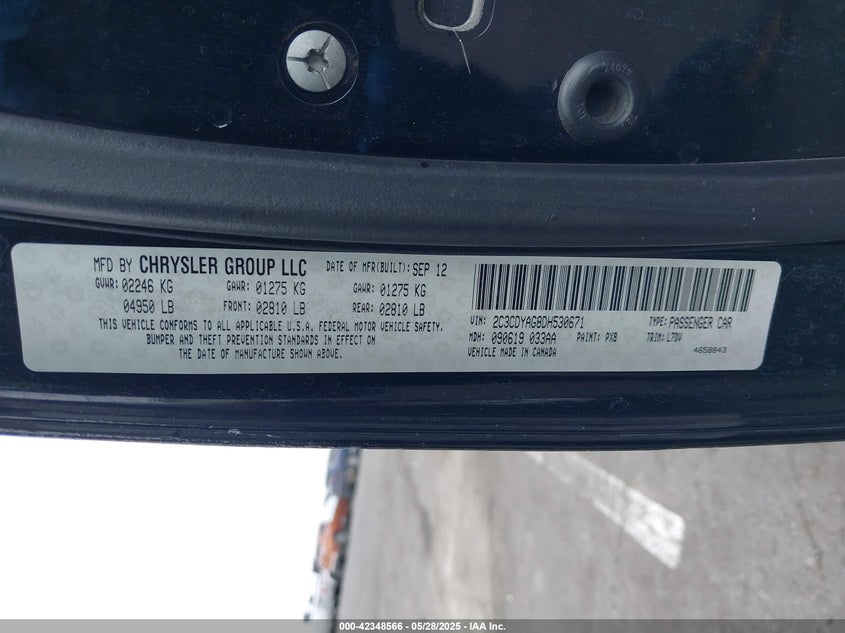 MFD BY CHRYSLER GROUP LLC DATE OF MFR(BUILT): SEP 12
GVWR: 02246 KG GAWR: 01275 KG GAWR: 01275 KG
04950 LB FRONT: 02810 LB REAR: 02810 LB
THIS VEHICLE CONFORMS TO ALL APPLICABLE U.S.A. FEDERAL MOTOR VEHICLE SAFETY,
BUMPER AND THEFT PREVENTION STANDARDS IN EFFECT ON
THE DATE OF MANUFACTURE SHOWN ABOVE.
VIN: 2C3CDYAG8DH530671 TYPE: PASSENGER CAR
MDH: 090619 033AA PAINT: PX8 TRIM: L7DV
VEHICLE MADE IN CANADA 4658843
000-42348566 — 05/28/2025 — IAA Inc.